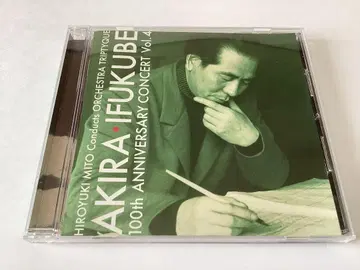 HIROYUKI MITO Conducts ORCHESTRA TRIPTYQUE
AKIRA・IFUKUBE
100th ANNIVERSARY CONCERT Vol.4